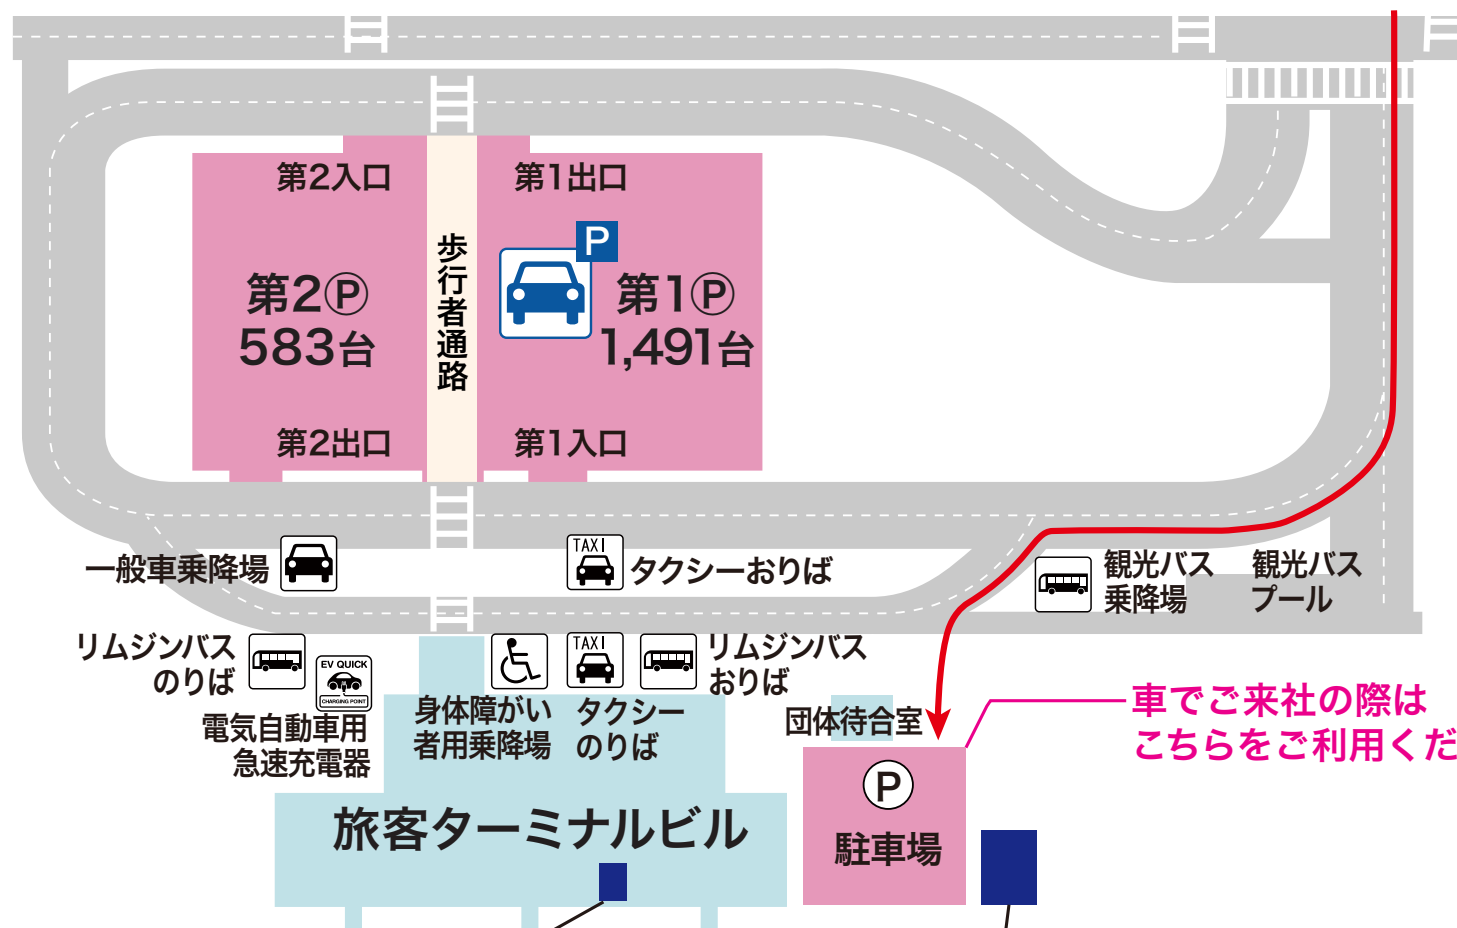 第2入口
第1出口
歩行者通路
P
第2Ⓟ
583台
第1Ⓟ
1,491台
第2出口
第1入口
一般車乗降場
TAXI
タクシーおりば
観光バス
乗降場
観光バス
プール
リムジンバス
のりば
EV QUICK
CHARGING POINT
電気自動車用
急速充電器
身体障がい
者用乗降場
TAXI
タクシー
のりば
リムジンバス
おりば
団体待合室
車でご来社の際は
こちらをご利用くだ
旅客ターミナルビル
P
駐車場